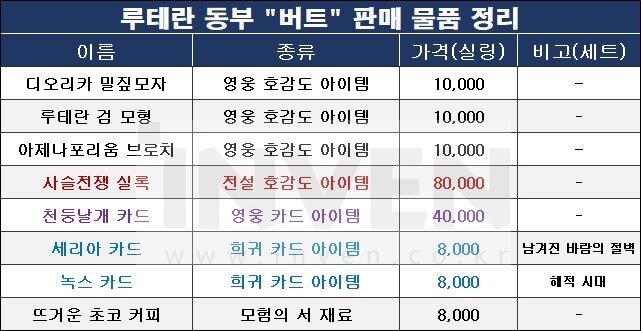 루테란 동부 "버트" 판매 물품 정리
이름 종류 가격(실링) 비고(세트)
디오리카 밀짚모자 영웅 호감도 아이템 10,000 -
루테란 검 모형 영웅 호감도 아이템 10,000 -
아제나포리움 브로치 영웅 호감도 아이템 10,000 -
사슬전쟁 실록 전설 호감도 아이템 80,000 -
천둥날개 카드 영웅 카드 아이템 40,000 -
세리아 카드 희귀 카드 아이템 8,000 남겨진 바람의 절벽
녹스 카드 희귀 카드 아이템 8,000 해적 시대
뜨거운 초코 커피 모험의 서 재료 8,000 -
INVEN
www.inven.co.kr